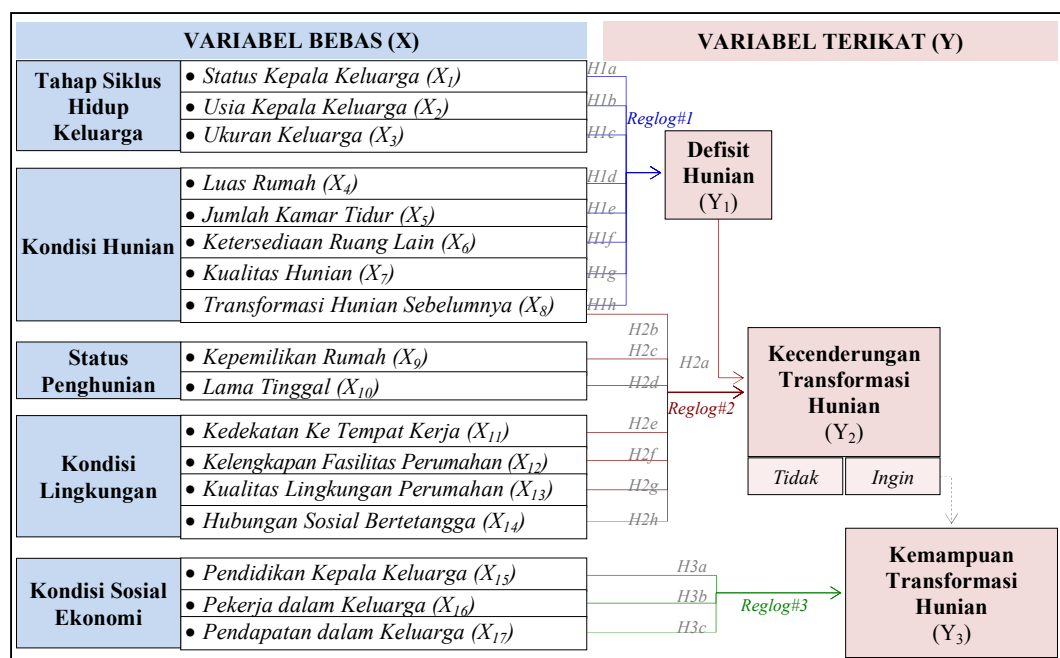 VARIABEL BEBAS (X)
VARIABEL TERIKAT (Y)
Tahap Siklus
Hidup
Keluarga
• Status Kepala Keluarga (X1)
• Usia Kepala Keluarga (X2)
• Ukuran Keluarga (X3)
H1a
H1b
H1c
Reglog#1
Defisit
Hunian
(Y1)
Kondisi Hunian
• Luas Rumah (X4)
• Jumlah Kamar Tidur (X5)
• Ketersediaan Ruang Lain (X6)
• Kualitas Hunian (X7)
• Transformasi Hunian Sebelumnya (X8)
H1d
H1e
H1f
H1g
H1h
Status
Penghunian
• Kepemilikan Rumah (X9)
• Lama Tinggal (X10)
H2b
H2c
H2d
H2a
Reglog#2
Kecenderungan
Transformasi
Hunian
(Y2)
Tidak
Ingin
Kondisi
Lingkungan
• Kedekatan Ke Tempat Kerja (X11)
• Kelengkapan Fasilitas Perumahan (X12)
• Kualitas Lingkungan Perumahan (X13)
• Hubungan Sosial Bertetangga (X14)
H2e
H2f
H2g
H2h
Kondisi Sosial
Ekonomi
• Pendidikan Kepala Keluarga (X15)
• Pekerja dalam Keluarga (X16)
• Pendapatan dalam Keluarga (X17)
H3a
H3b
H3c
Reglog#3
Kemampuan
Transformasi
Hunian
(Y3)